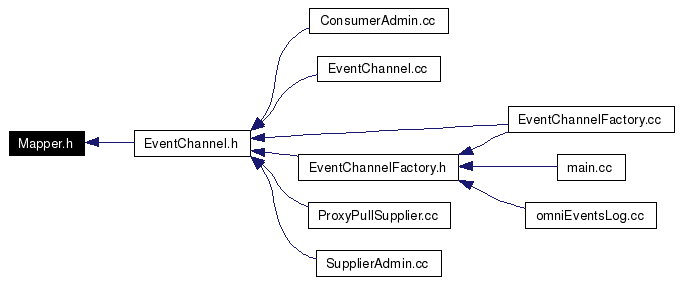 ConsumerAdmin.cc
EventChannel.cc
EventChannelFactory.cc
Mapper.h
EventChannel.h
EventChannelFactory.h
main.cc
ProxyPullSupplier.cc
omniEventsLog.cc
SupplierAdmin.cc